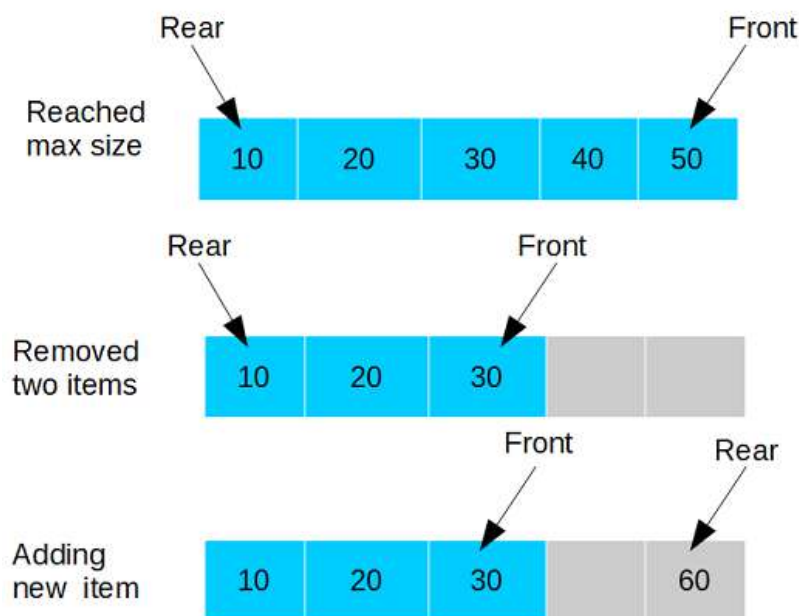 Rear Front
Reached
max size
10 20 30 40 50
Rear Front
Removed
two items
10 20 30
Front Rear
Adding
new item
10 20 30 60